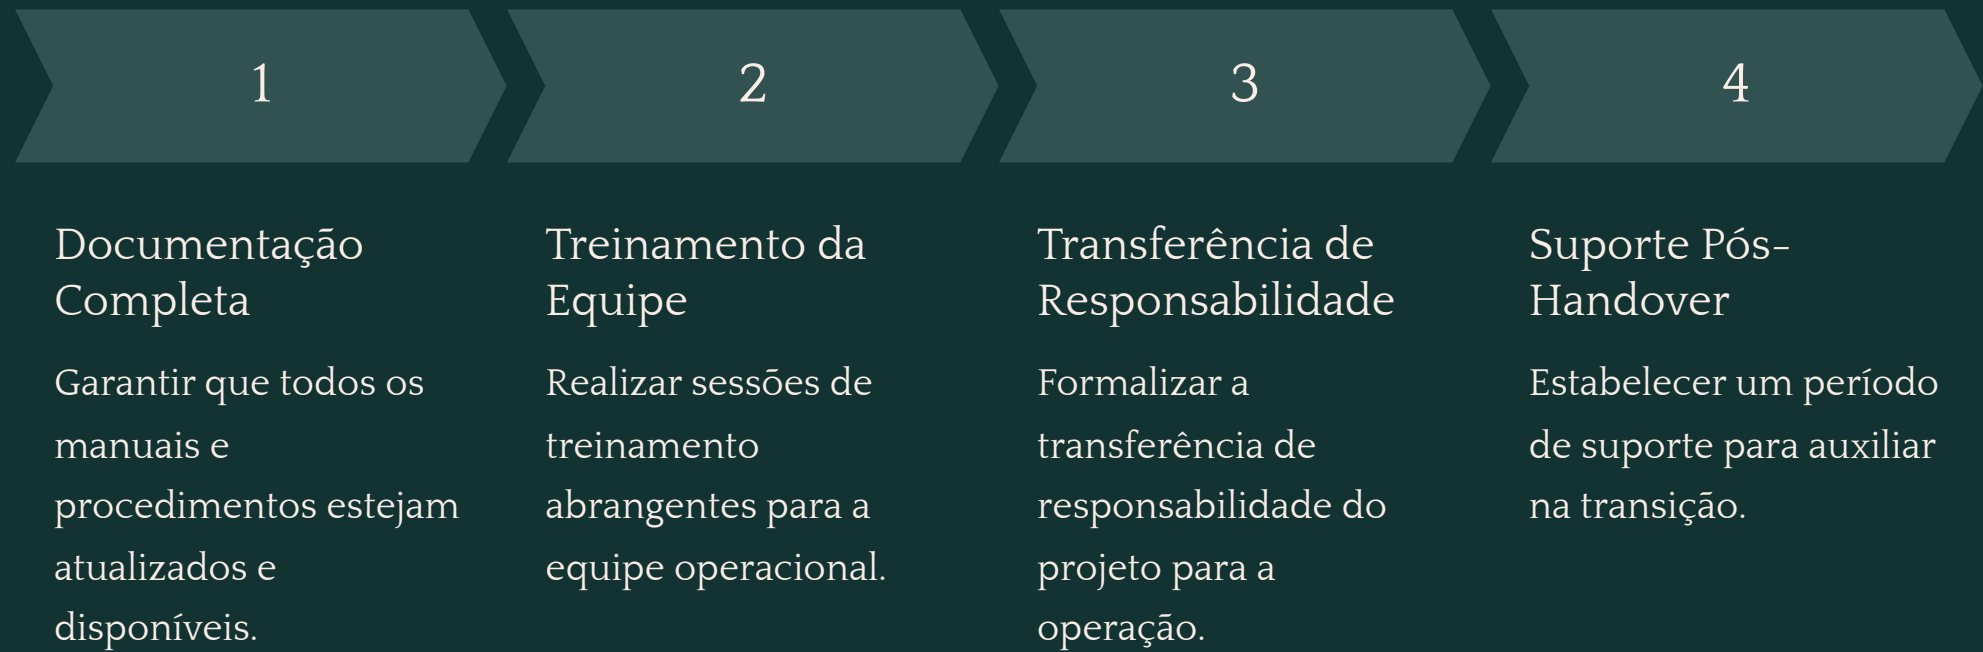 1
2
3
4
Documentação
Completa
Garantir que todos os
manuais e
procedimentos estejam
atualizados e
disponíveis.
Treinamento da
Equipe
Realizar sessões de
treinamento
abrangentes para a
equipe operacional.
Transferência de
Responsabilidade
Formalizar a
transferência de
responsabilidade do
projeto para a
operação.
Suporte Pós-
Handover
Estabelecer um período
de suporte para auxiliar
na transição.